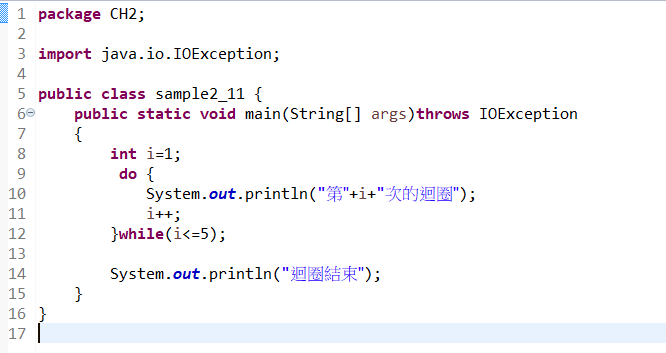 1 package CH2;
2
3 import java.io.IOException;
4
5 public class sample2_11 {
6 public static void main(String[] args)throws IOException
7 {
8 int i=1;
9 do {
10 System.out.println("第"+i+"次的迴圈");
11 i++;
12 }while(i<=5);
13
14 System.out.println("迴圈結束");
15 }
16 }
17